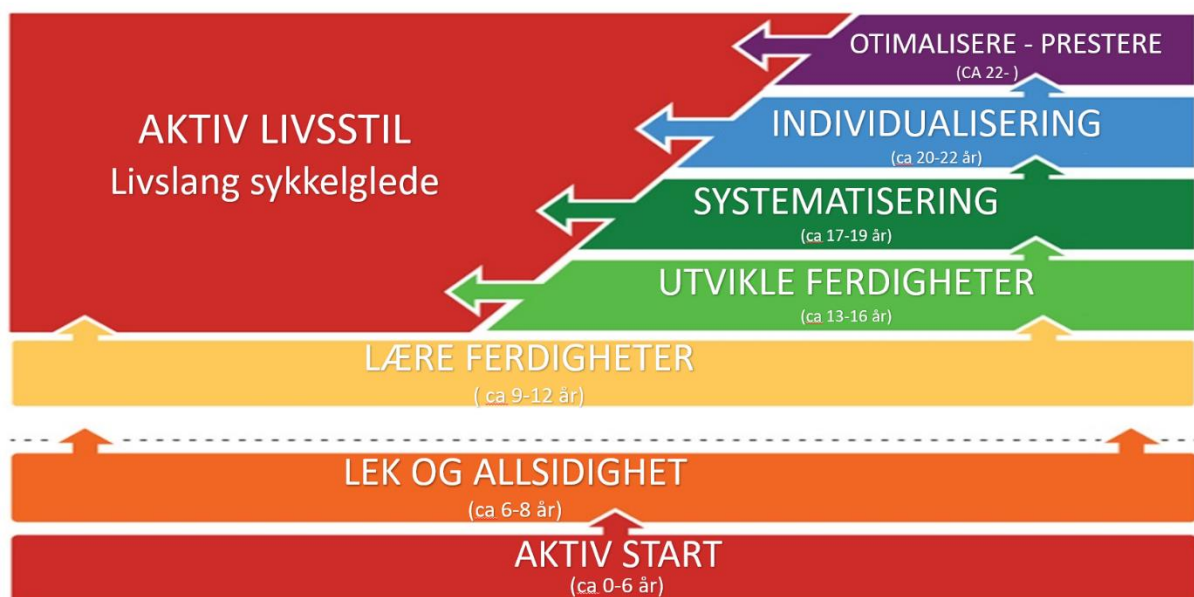 OTIMALISERE - PRESTERE
(CA 22- )
AKTIV LIVSSTIL
Livslang sykkelglede
INDIVIDUALISERING
(ca 20-22 år)
SYSTEMATISERING
(ca 17-19 år)
UTVIKLE FERDIGHETER
(ca 13-16 år)
LÆRE FERDIGHETER
( ca 9-12 år)
LEK OG ALLSIDIGHET
(ca 6-8 år)
AKTIV START
(ca 0-6 år)